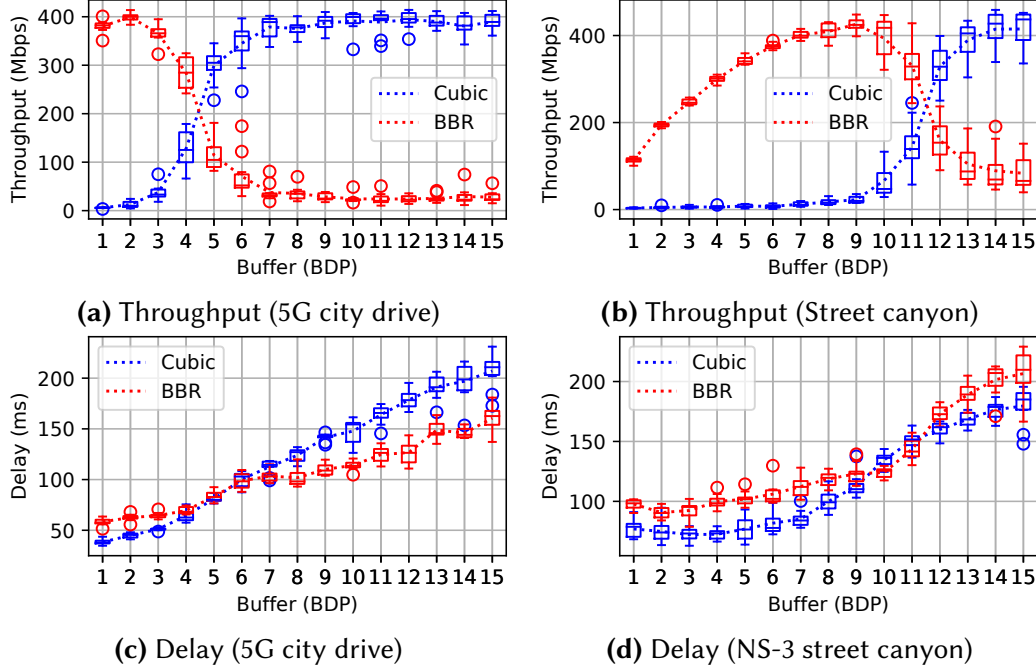 Throughput (Mbps)
400
300
200
100
0
Cubic
BBR
1 2 3 4 5 6 7 8 9 10 11 12 13 14 15
Buffer (BDP)
(a) Throughput (5G city drive)
Throughput (Mbps)
400
200
0
Cubic
BBR
1 2 3 4 5 6 7 8 9 10 11 12 13 14 15
Buffer (BDP)
(b) Throughput (Street canyon)
Delay (ms)
200
150
100
50
Cubic
BBR
1 2 3 4 5 6 7 8 9 10 11 12 13 14 15
Buffer (BDP)
(c) Delay (5G city drive)
Delay (ms)
200
150
100
Cubic
BBR
1 2 3 4 5 6 7 8 9 10 11 12 13 14 15
Buffer (BDP)
(d) Delay (NS-3 street canyon)